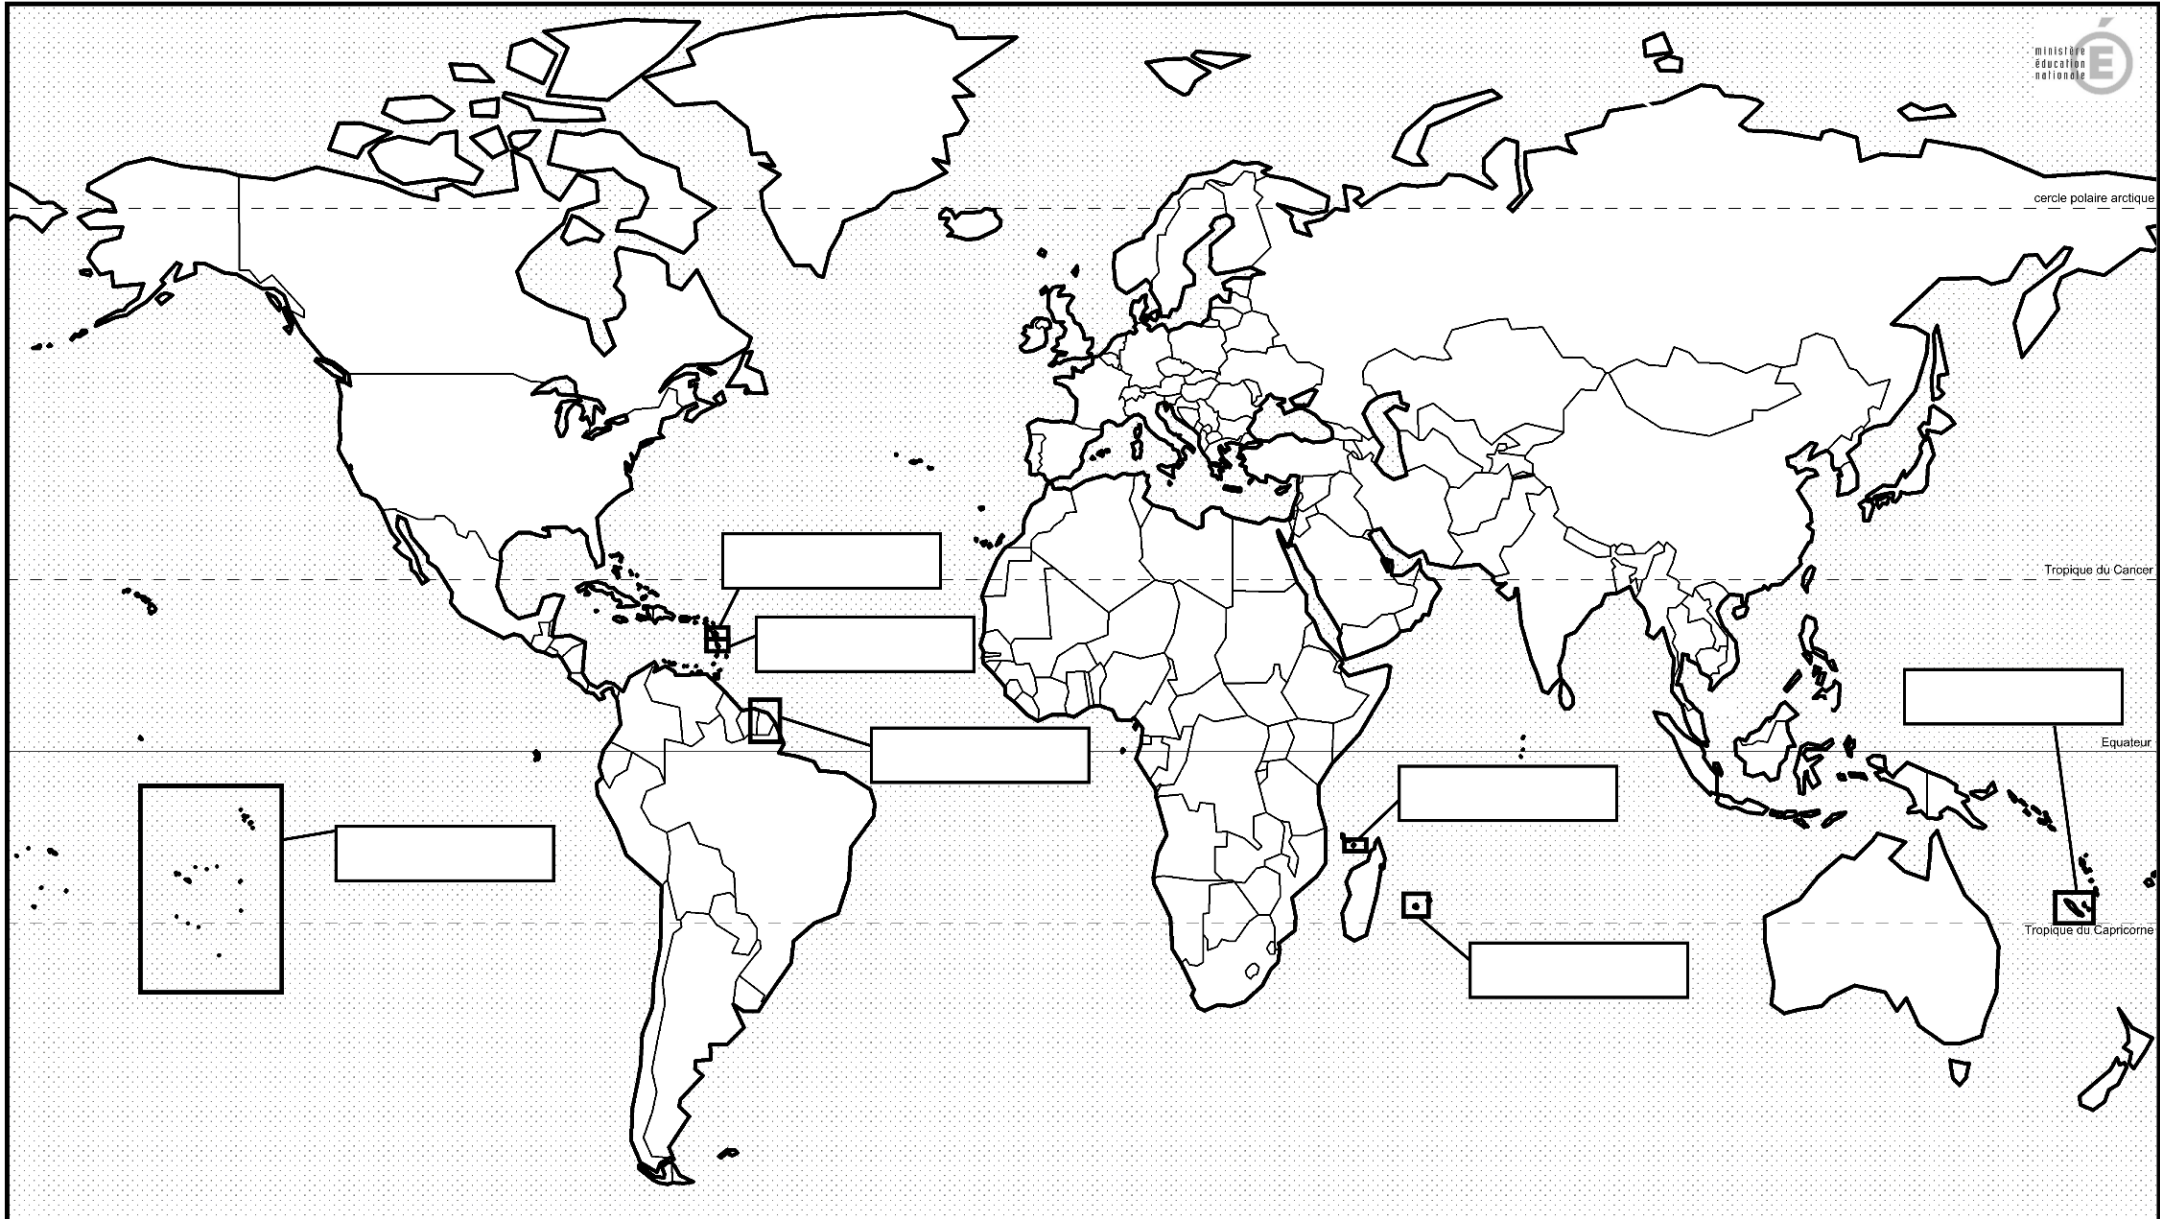 ministère
éducation
nationale
É
cercle polaire arctique
Tropique du Cancer
Equateur
Tropique du Capricorne